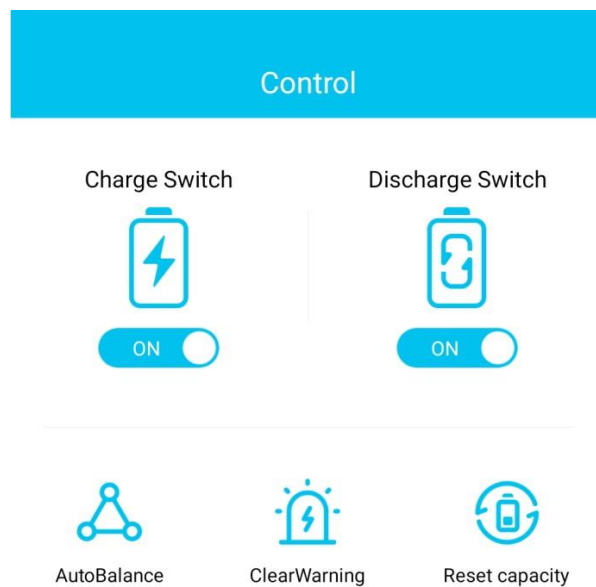 Control
Charge Switch
Discharge Switch
ON
ON
AutoBalance
ClearWarning
Reset capacity